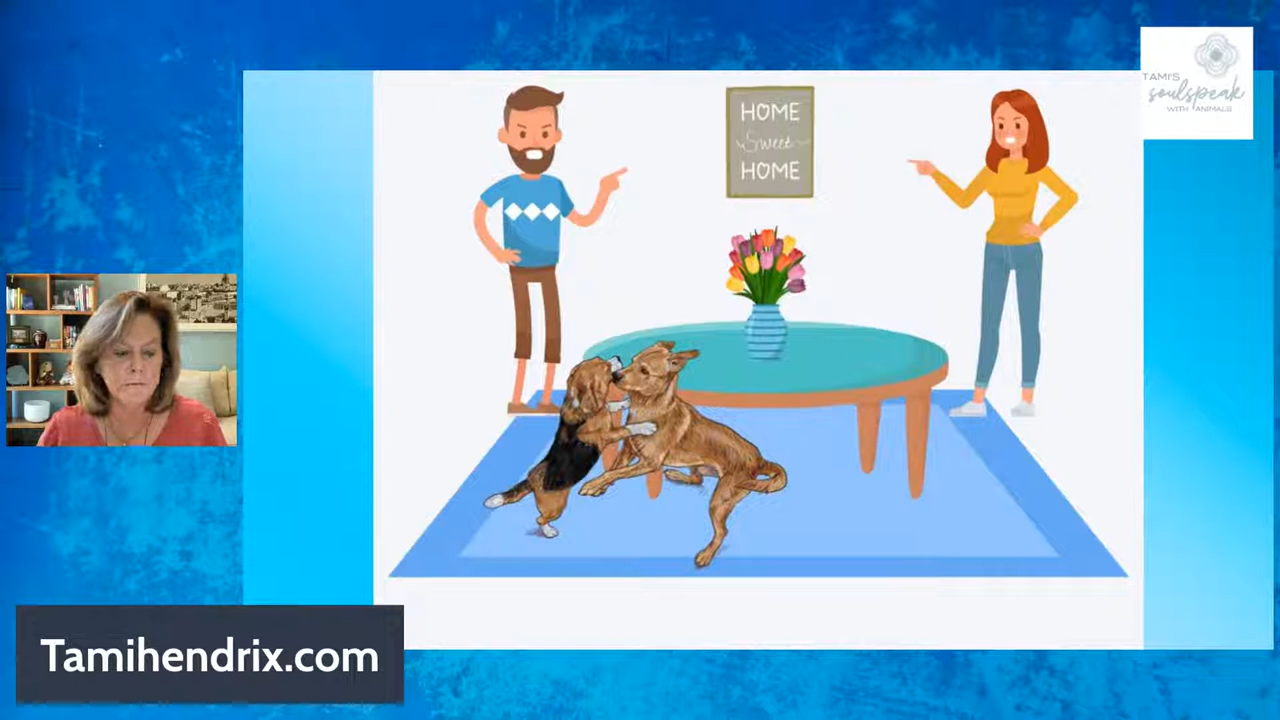 TAMI'S
soulspeak
WITH ANIMALS
HOME
Sweet
HOME
Tamihendrix.com